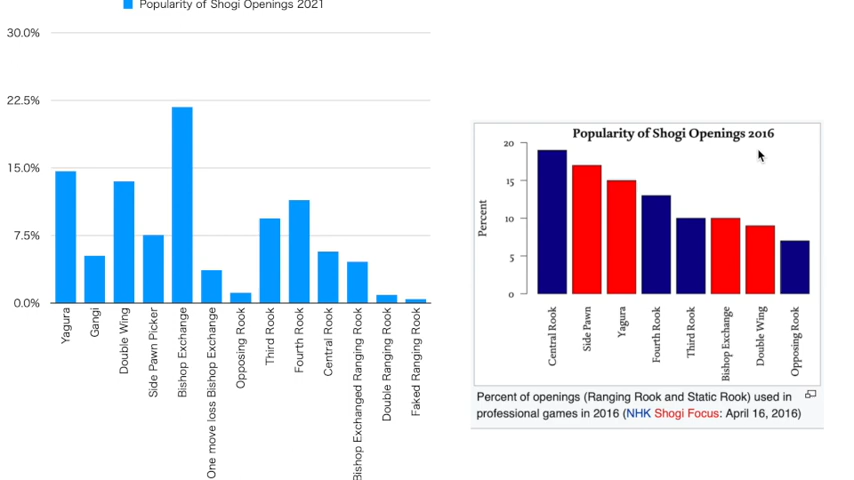 Popularity of Shogi Openings 2021
30.0%
22.5%
15.0%
7.5%
0.0%
Yagura
Gangi
Double Wing
Side Pawn Picker
Bishop Exchange
One move loss Bishop Exchange
Opposing Rook
Third Rook
Fourth Rook
Central Rook
Bishop Exchanged Ranging Rook
Double Ranging Rook
Faked Ranging Rook
Popularity of Shogi Openings 2016
Percent
20
15
10
5
0
Central Rook
Side Pawn
Yagura
Fourth Rook
Third Rook
Bishop Exchange
Double Wing
Opposing Rook
Percent of openings (Ranging Rook and Static Rook) used in
professional games in 2016 (NHK Shogi Focus: April 16, 2016)